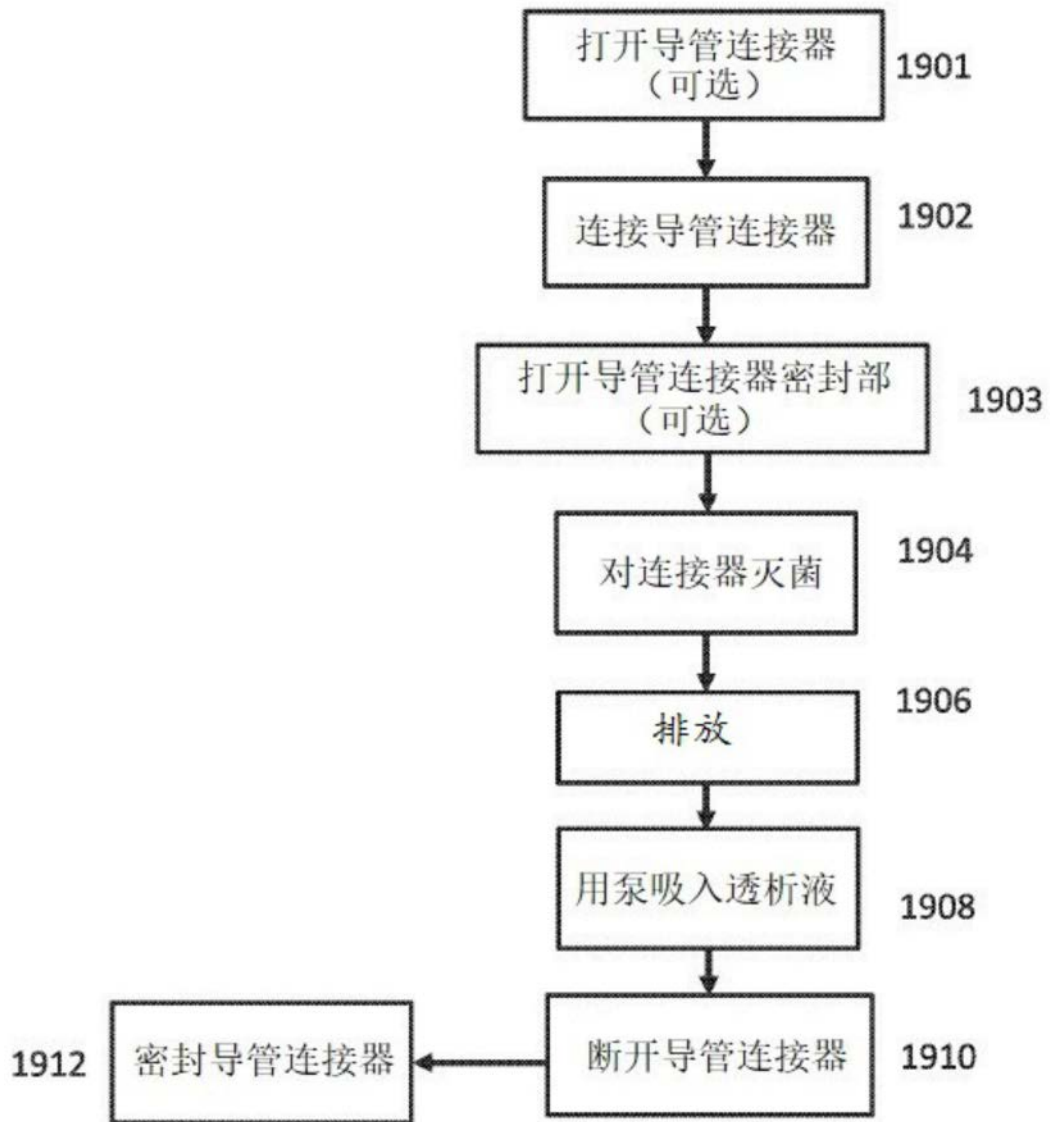 打开导管连接器
（可选）
1901
连接导管连接器
1902
打开导管连接器密封部
（可选）
1903
对连接器灭菌
1904
排放
1906
用泵吸入透析液
1908
断开导管连接器
1910
密封导管连接器
1912